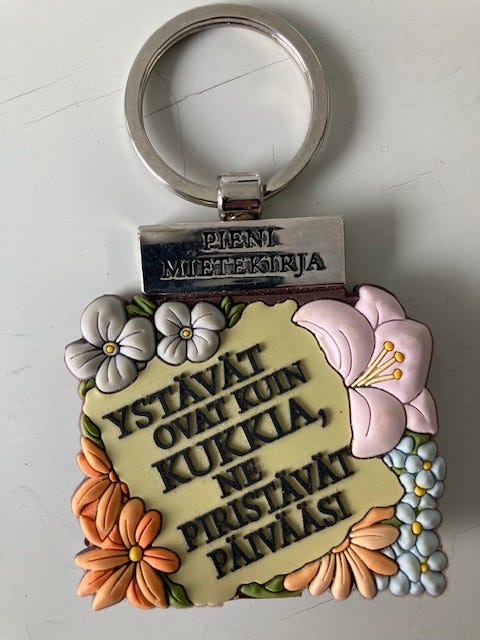 PIENI
MIETEKIRJA
YSTÄVÄT
OVAT KUIN
KUKKIA,
NE
PIRISTÄVÄT
PÄIVÄÄSI